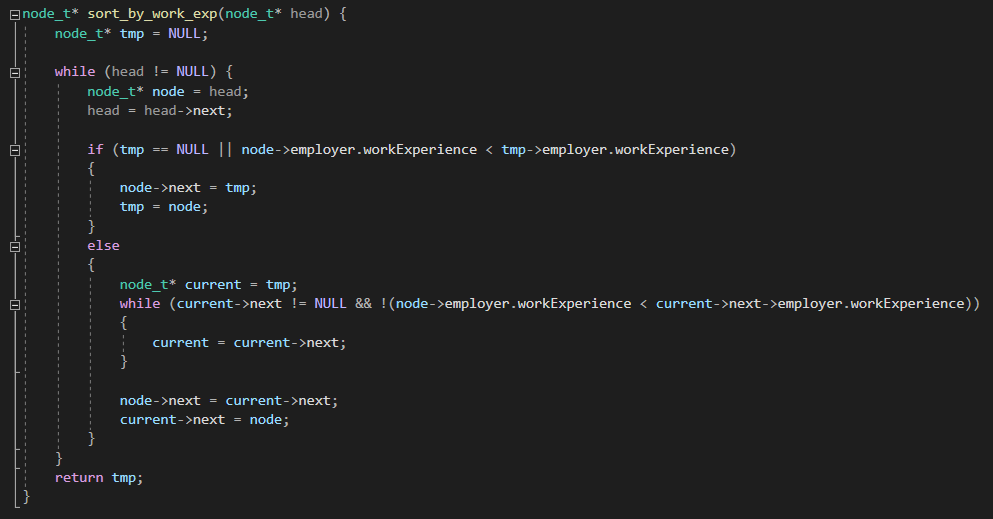 node_t* sort_by_work_exp(node_t* head) {
    node_t* tmp = NULL;

    while (head != NULL) {
        node_t* node = head;
        head = head->next;

        if (tmp == NULL || node->employer.workExperience < tmp->employer.workExperience)
        {
            node->next = tmp;
            tmp = node;
        }
        else
        {
            node_t* current = tmp;
            while (current->next != NULL && !(node->employer.workExperience < current->next->employer.workExperience))
            {
                current = current->next;
            }

            node->next = current->next;
            current->next = node;
        }
    }
    return tmp;
}